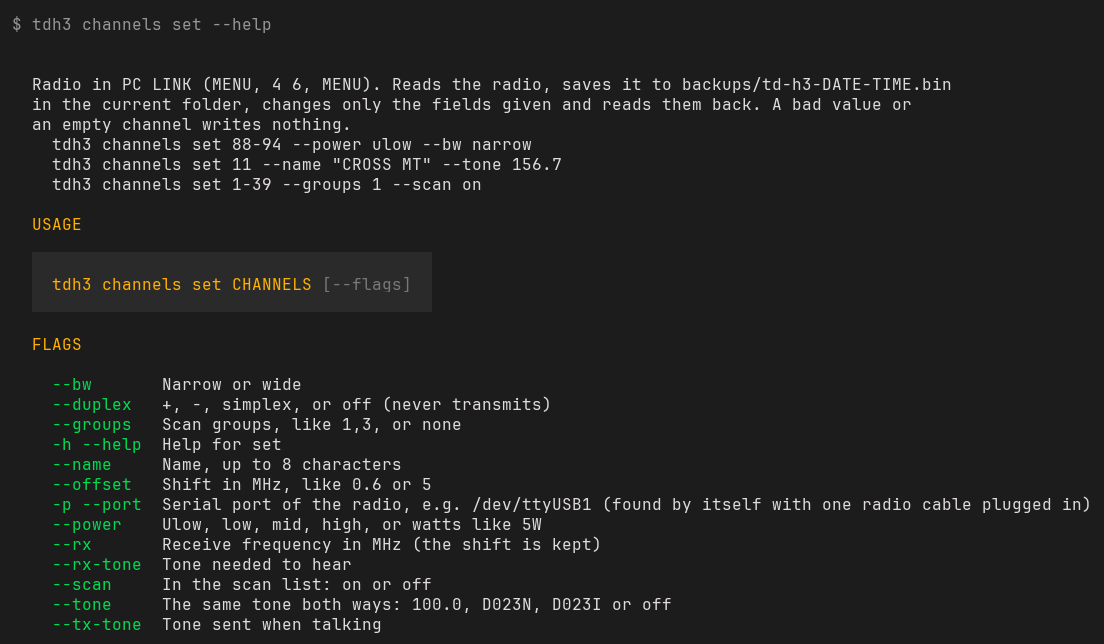 $ tdh3 channels set --help
Radio in PC LINK (MENU, 4 6, MENU). Reads the radio, saves it to backups/td-h3-DATE-TIME.bin
in the current folder, changes only the fields given and reads them back. A bad value or
an empty channel writes nothing.
tdh3 channels set 88-94 --power ulow --bw narrow
tdh3 channels set 11 --name "CROSS MT" --tone 156.7
tdh3 channels set 1-39 --groups 1 --scan on
USAGE
tdh3 channels set CHANNELS [--flags]
FLAGS
--bw Narrow or wide
--duplex +, -, simplex, or off (never transmits)
--groups Scan groups, like 1,3, or none
-h --help Help for set
--name Name, up to 8 characters
--offset Shift in MHz, like 0.6 or 5
-p --port Serial port of the radio, e.g. /dev/ttyUSB1 (found by itself with one radio cable plugged in)
--power Ulow, low, mid, high, or watts like 5W
--rx Receive frequency in MHz (the shift is kept)
--rx-tone Tone needed to hear
--scan In the scan list: on or off
--tone The same tone both ways: 100.0, D023N, D023I or off
--tx-tone Tone sent when talking